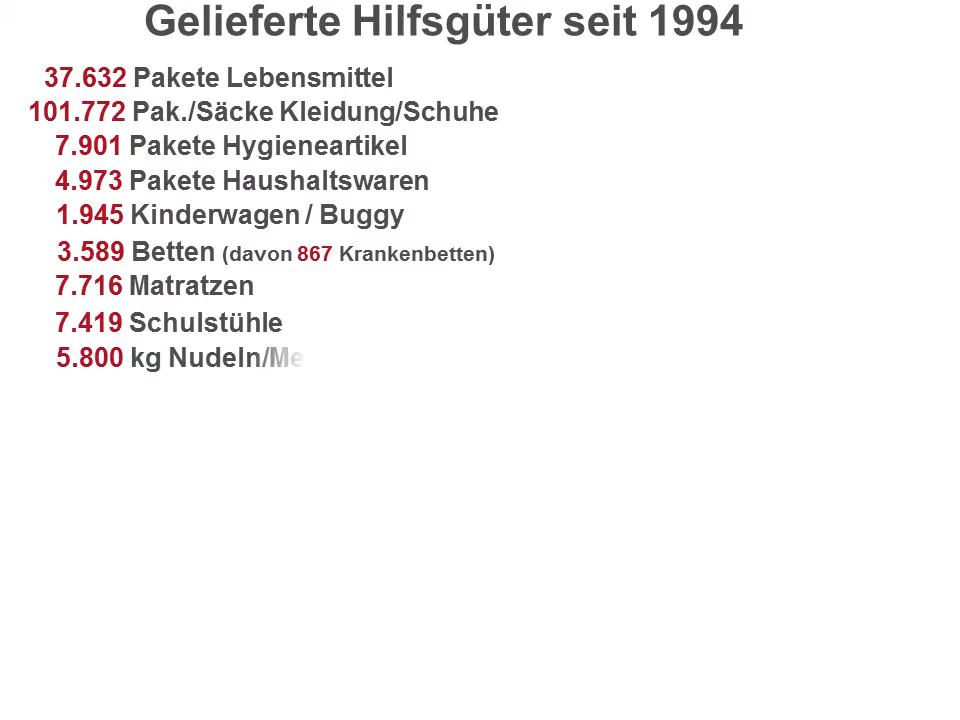 Gelieferte Hilfsgüter seit 1994
37.632 Pakete Lebensmittel
101.772 Pak./Säcke Kleidung/Schuhe
7.901 Pakete Hygieneartikel
4.973 Pakete Haushaltswaren
1.945 Kinderwagen / Buggy
3.589 Betten (davon 867 Krankenbetten)
7.716 Matratzen
7.419 Schulstühle
5.800 kg Nudeln/